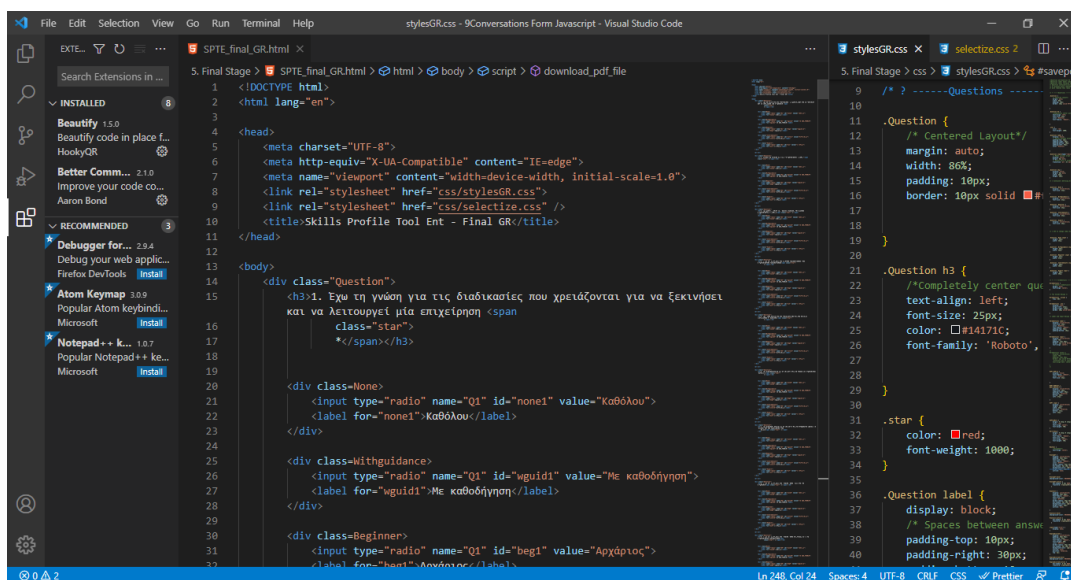 File Edit Selection View Go Run Terminal Help
stylesGR.css - 9Conversations Form Javascript - Visual Studio Code
EXTE...
Search Extensions in ...
INSTALLED 8
Beautify 1.5.0
Beautify code in place f...
HookyQR
Better Comm... 2.1.0
Improve your code co...
Aaron Bond
RECOMMENDED 3
Debugger for... 2.9.4
Debug your web applic...
Firefox DevTools Install
Atom Keymap 3.0.9
Popular Atom keybindi...
Microsoft Install
Notepad++ k... 1.0.7
Popular Notepad++ ke...
Microsoft Install
SPTE_final_GR.html
5. Final Stage > SPTE_final_GR.html > html > body > script > download_pdf_file
1 <!DOCTYPE html>
2 <html lang="en">
3
4 <head>
5 <meta charset="UTF-8">
6 <meta http-equiv="X-UA-Compatible" content="IE=edge">
7 <meta name="viewport" content="width=device-width, initial-scale=1.0">
8 <link rel="stylesheet" href="css/stylesGR.css">
9 <link rel="stylesheet" href="css/selectize.css" />
10 <title>Skills Profile Tool Ent - Final GR</title>
11 </head>
12
13 <body>
14 <div class="Question">
15 <h3>1. Έχω τη γνώση για τις διαδικασίες που χρειάζονται για να ξεκινήσει
και να λειτουργεί μία επιχείρηση <span
16 class="star">
17 *</span></h3>
18
19
20 <div class=None>
21 <input type="radio" name="Q1" id="none1" value="Καθόλου">
22 <label for="none1">Καθόλου</label>
23 </div>
24
25 <div class=Withguidance>
26 <input type="radio" name="Q1" id="wguid1" value="Με καθοδήγηση">
27 <label for="wguid1">Με καθοδήγηση</label>
28 </div>
29
30 <div class=Beginner>
31 <input type="radio" name="Q1" id="beg1" value="Αρχάριος">
32 <label for="beg1">Αρχάριος</label>
stylesGR.css selectize.css 2
5. Final Stage > css > stylesGR.css > #savep
9 /* ? ------Questions -----
10
11 .Question {
12 /* Centered Layout*/
13 margin: auto;
14 width: 86%;
15 padding: 10px;
16 border: 10px solid #
17
18
19 }
20
21 .Question h3 {
22 /*Completely center que
23 text-align: left;
24 font-size: 25px;
25 color: #14171C;
26 font-family: 'Roboto',
27
28
29 }
30
31 .star {
32 color: red;
33 font-weight: 1000;
34 }
35
36 .Question label {
37 display: block;
38 /* Spaces between answe
39 padding-top: 10px;
40 padding-right: 30px;
0 2
Ln 248, Col 24 Spaces: 4 UTF-8 CRLF CSS Prettier